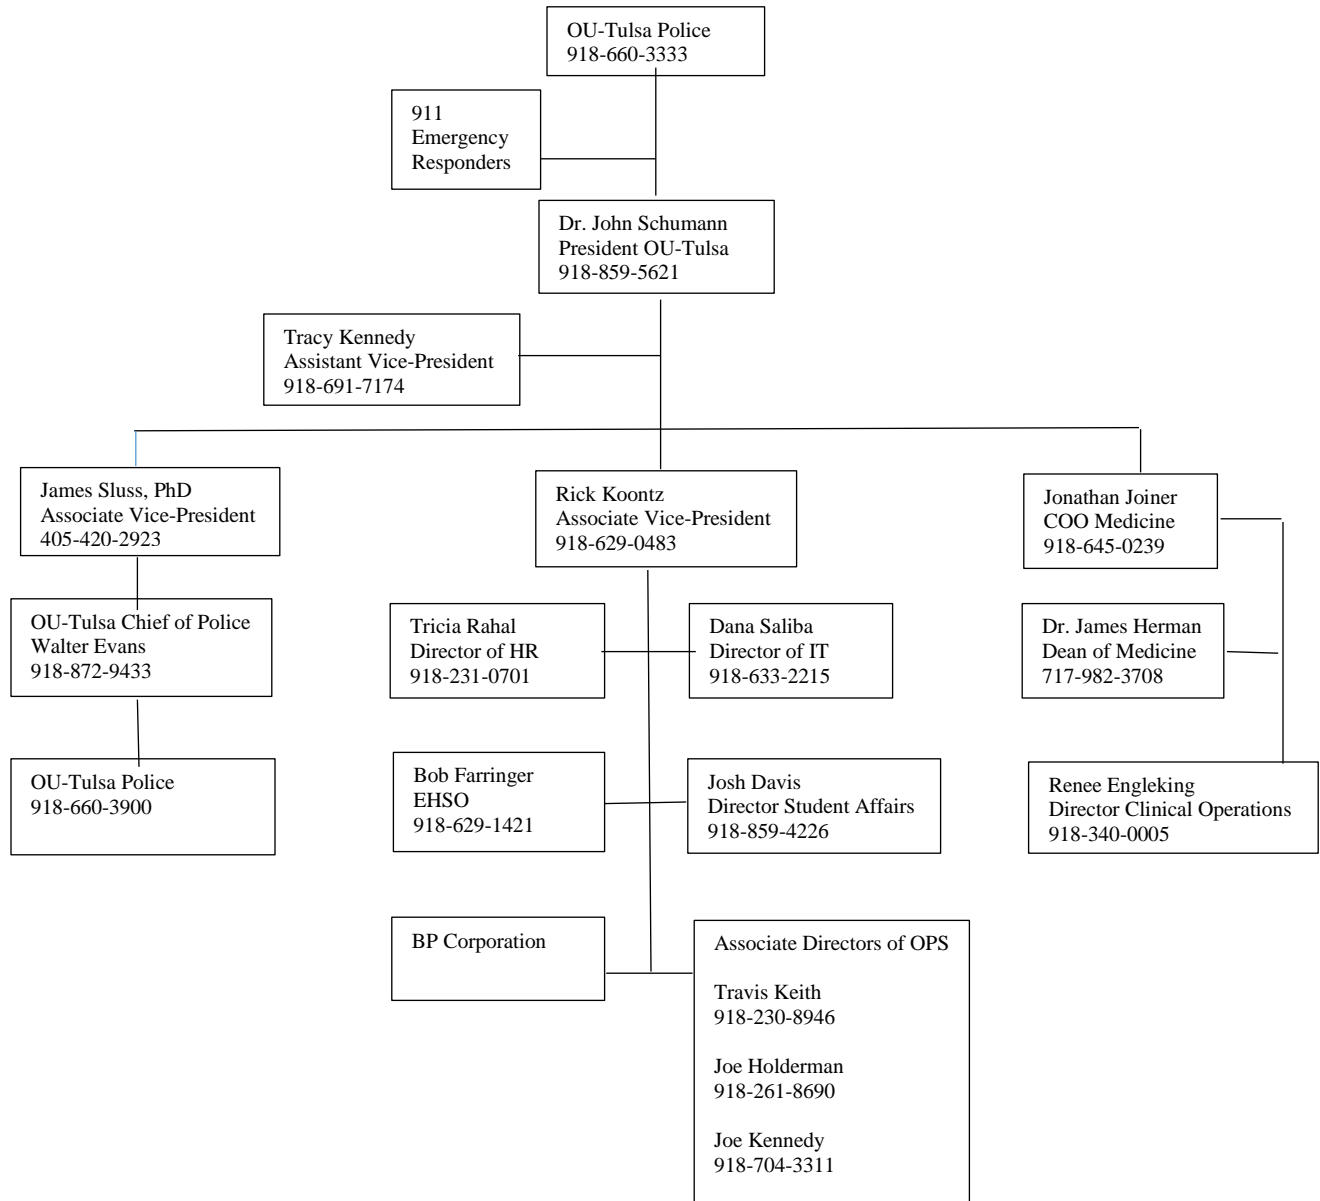 OU-Tulsa Police
918-660-3333
911
Emergency
Responders
Dr. John Schumann
President OU-Tulsa
918-859-5621
Tracy Kennedy
Assistant Vice-President
918-691-7174
James Sluss, PhD
Associate Vice-President
405-420-2923
Rick Koontz
Associate Vice-President
918-629-0483
Jonathan Joiner
COO Medicine
918-645-0239
OU-Tulsa Chief of Police
Walter Evans
918-872-9433
Tricia Rahal
Director of HR
918-231-0701
Dana Saliba
Director of IT
918-633-2215
Dr. James Herman
Dean of Medicine
717-982-3708
OU-Tulsa Police
918-660-3900
Bob Farringer
EHSO
918-629-1421
Josh Davis
Director Student Affairs
918-859-4226
Renee Engleking
Director Clinical Operations
918-340-0005
BP Corporation
Associate Directors of OPS
Travis Keith
918-230-8946
Joe Holderman
918-261-8690
Joe Kennedy
918-704-3311